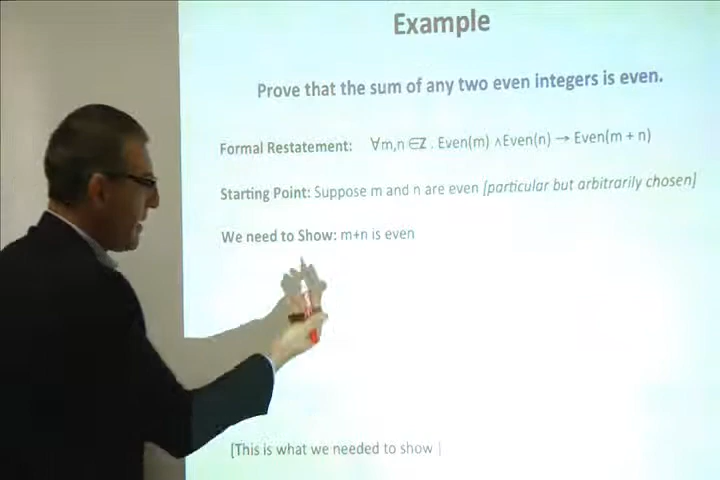 Example
Prove that the sum of any two even integers is even.
Formal Restatement: ∀m,n ∈Z . Even(m) ∧Even(n) → Even(m + n)
Starting Point: Suppose m and n are even [particular but arbitrarily chosen]
We need to Show: m+n is even
[This is what we needed to show ]